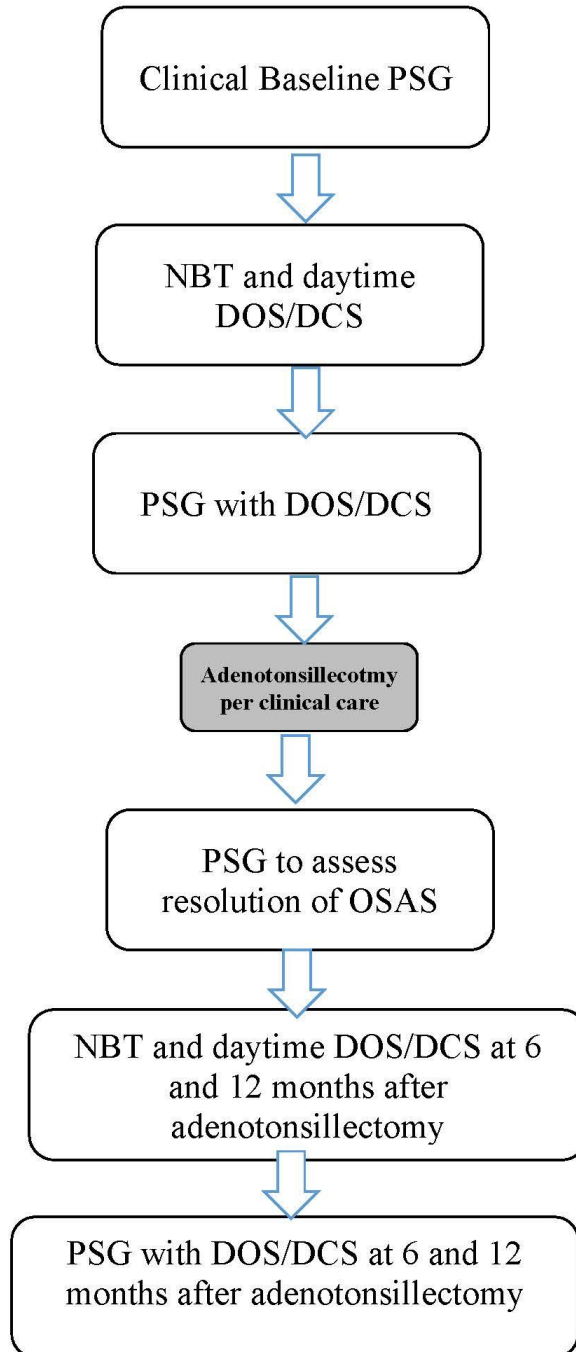 Clinical Baseline PSG
NBT and daytime
DOS/DCS
PSG with DOS/DCS
Adenotonsillecotmy
per clinical care
PSG to assess
resolution of OSAS
NBT and daytime DOS/DCS at 6
and 12 months after
adenotonsillectomy
PSG with DOS/DCS at 6 and 12
months after adenotonsillectomy